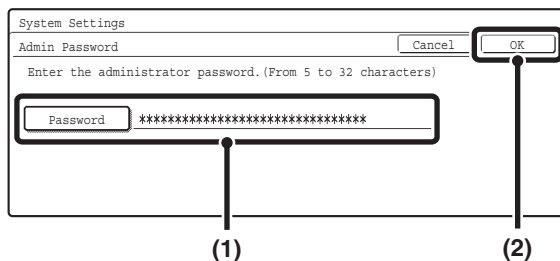 System Settings
Admin Password Cancel OK
Enter the administrator password.(From 5 to 32 characters)
Password ********************************
(1) (2)